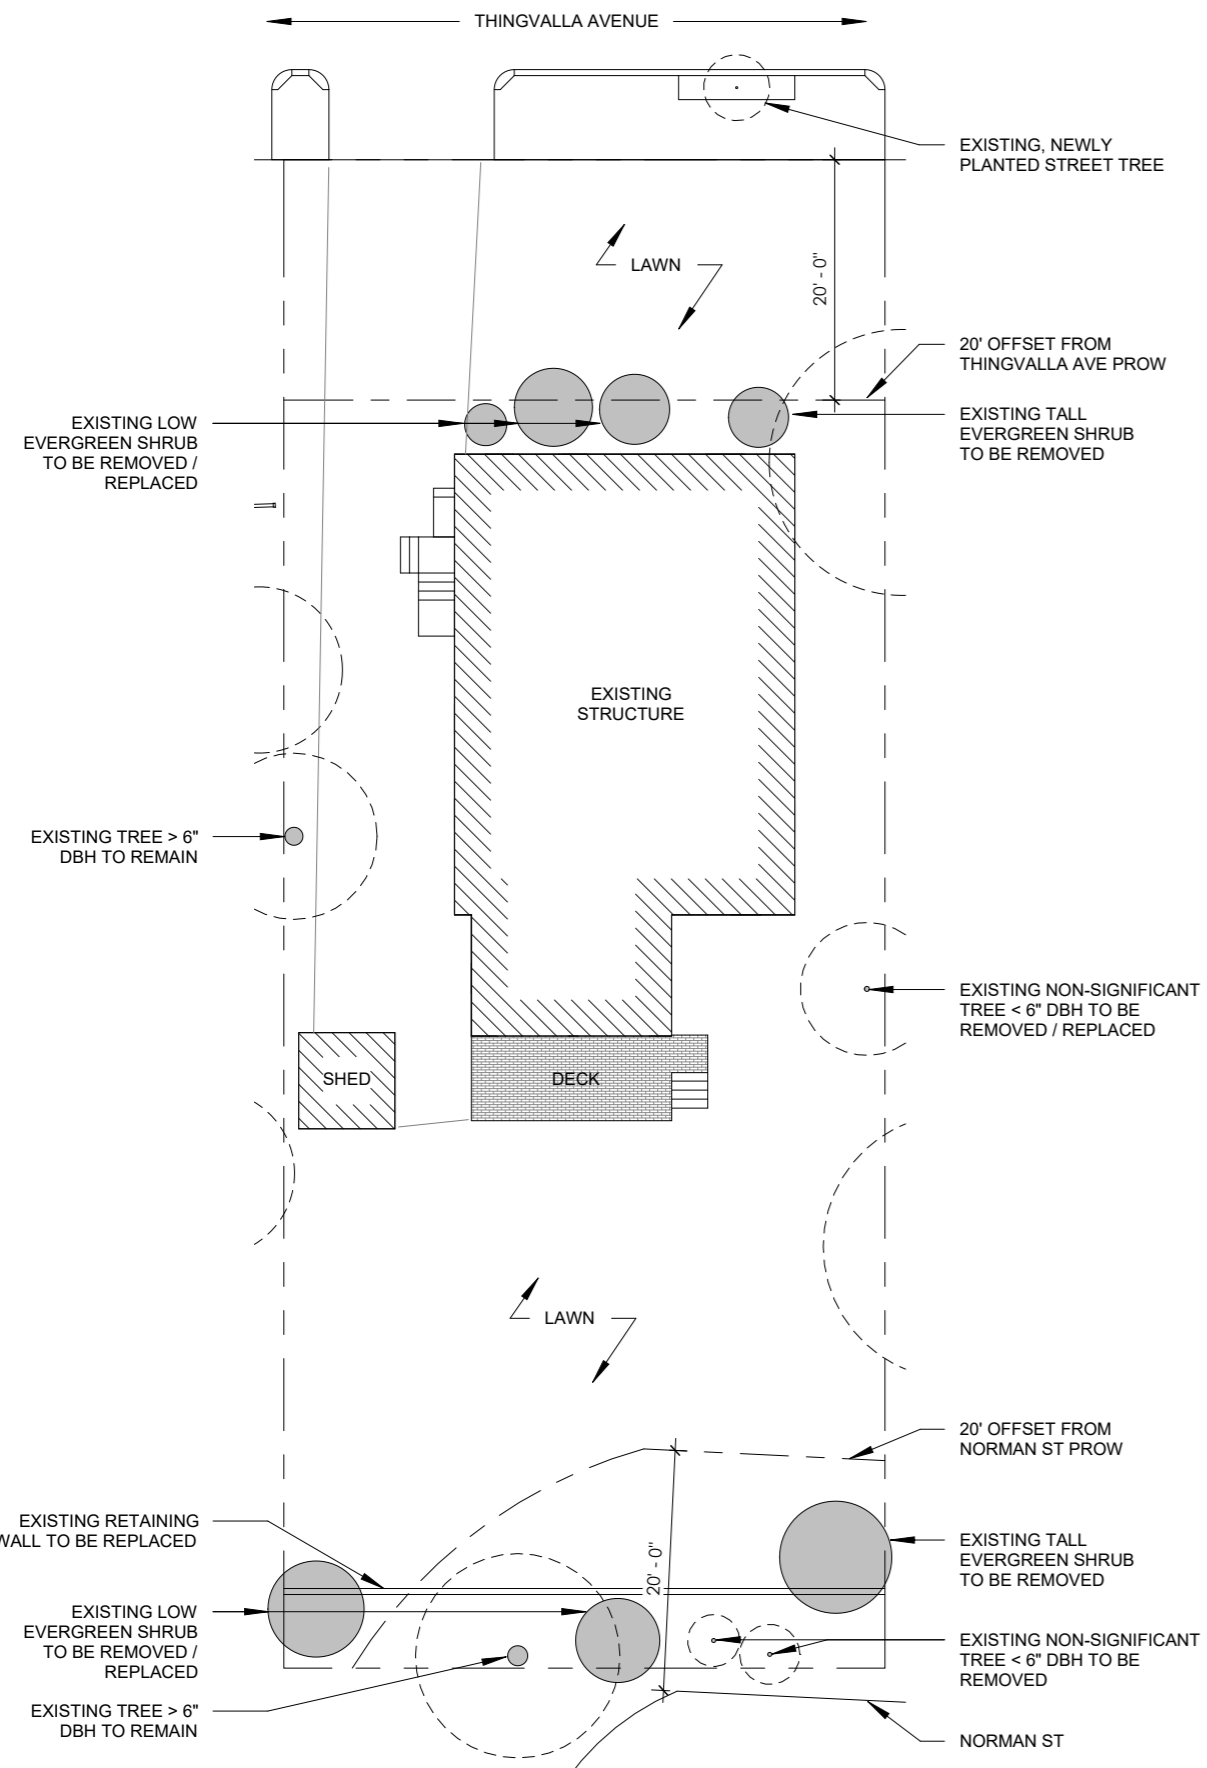 THINGVALLA AVENUE
EXISTING, NEWLY
PLANTED STREET TREE
LAWN
20' - 0"
20' OFFSET FROM
THINGVALLA AVE PROW
EXISTING LOW
EVERGREEN SHRUB
TO BE REMOVED /
REPLACED
EXISTING TALL
EVERGREEN SHRUB
TO BE REMOVED
EXISTING
STRUCTURE
EXISTING TREE > 6"
DBH TO REMAIN
EXISTING NON-SIGNIFICANT
TREE < 6" DBH TO BE
REMOVED / REPLACED
SHED
DECK
LAWN
20' OFFSET FROM
NORMAN ST PROW
EXISTING RETAINING
WALL TO BE REPLACED
20' - 0"
EXISTING TALL
EVERGREEN SHRUB
TO BE REMOVED
EXISTING LOW
EVERGREEN SHRUB
TO BE REMOVED /
REPLACED
EXISTING NON-SIGNIFICANT
TREE < 6" DBH TO BE
REMOVED
EXISTING TREE > 6"
DBH TO REMAIN
NORMAN ST